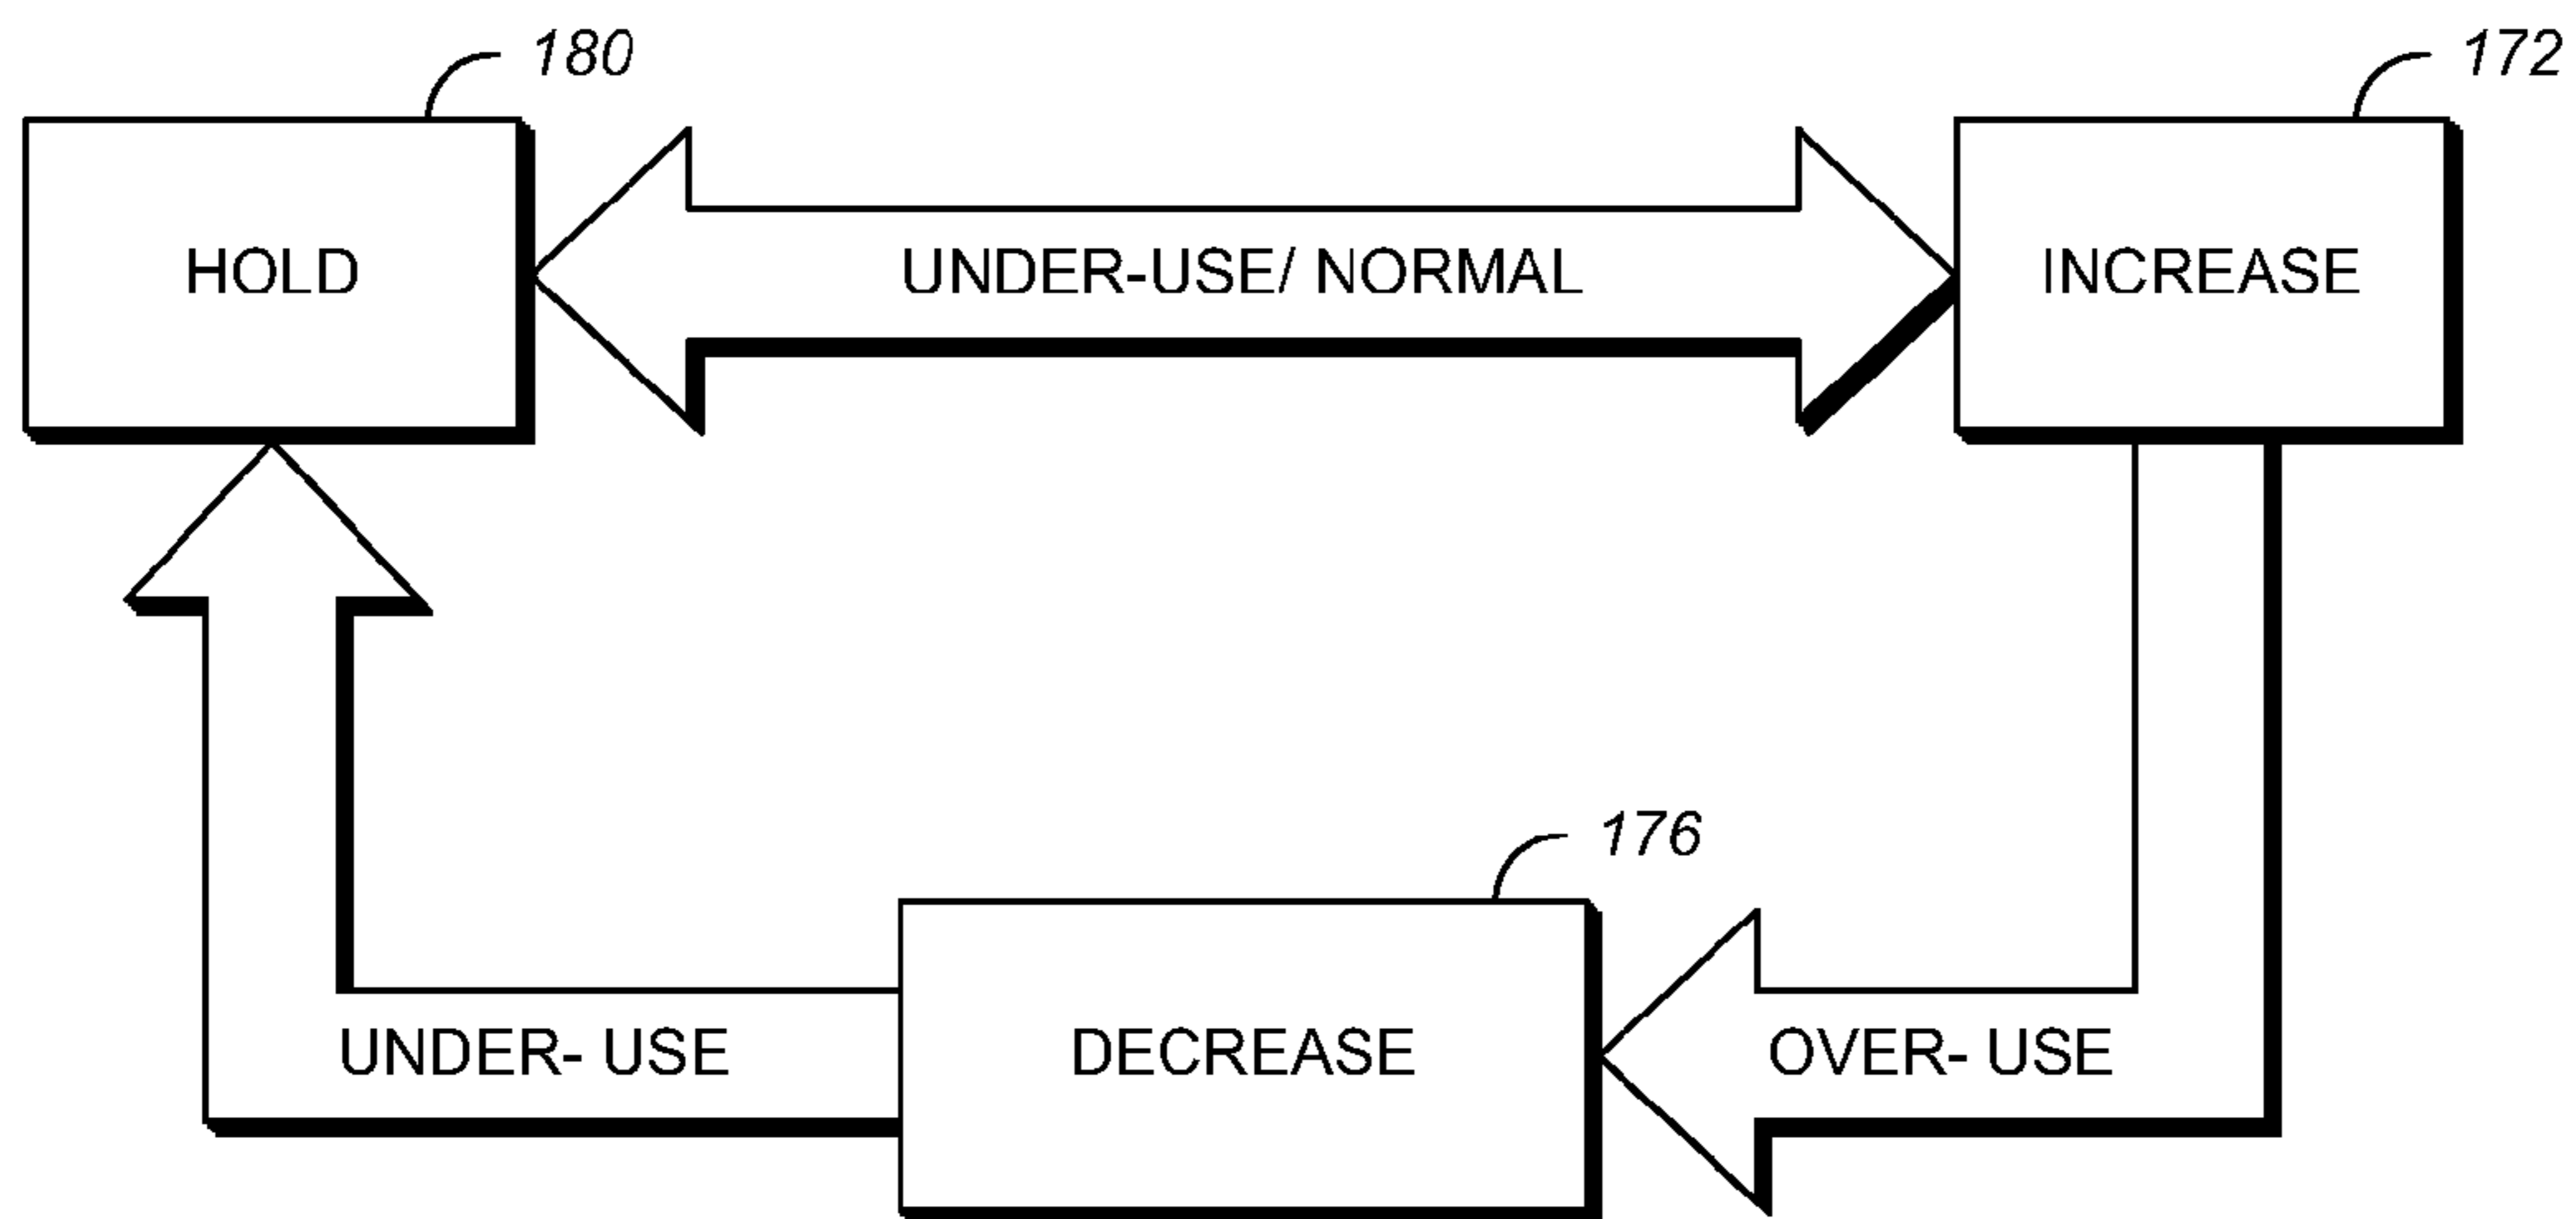 180
172
HOLD
UNDER-USE/ NORMAL
INCREASE
176
UNDER- USE
DECREASE
OVER- USE